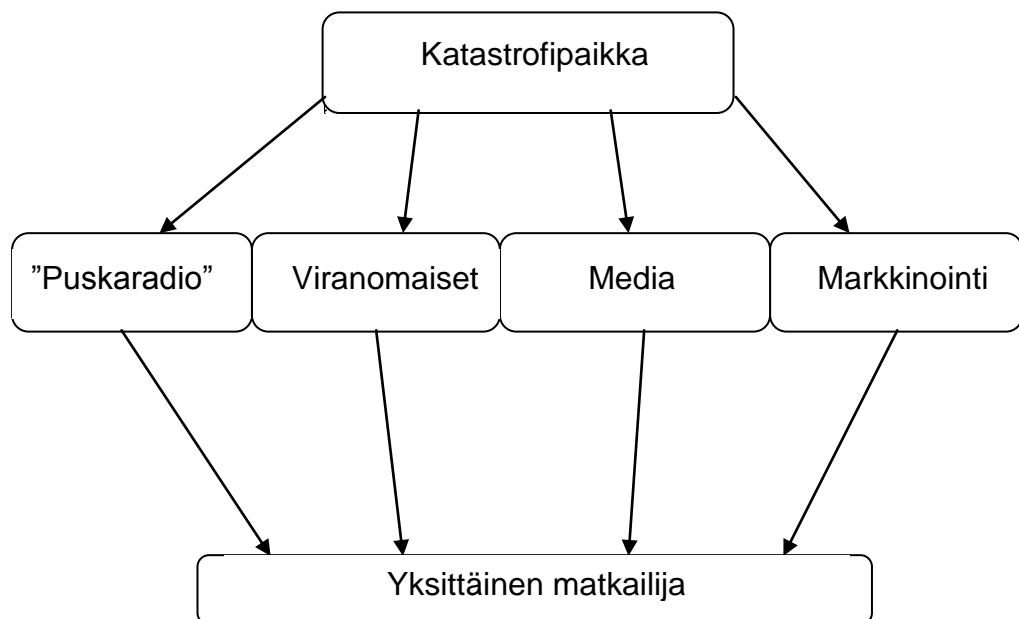 Katastrofipaikka
”Puskaradio”
Viranomaiset
Media
Markkinointi
Yksittäinen matkailija